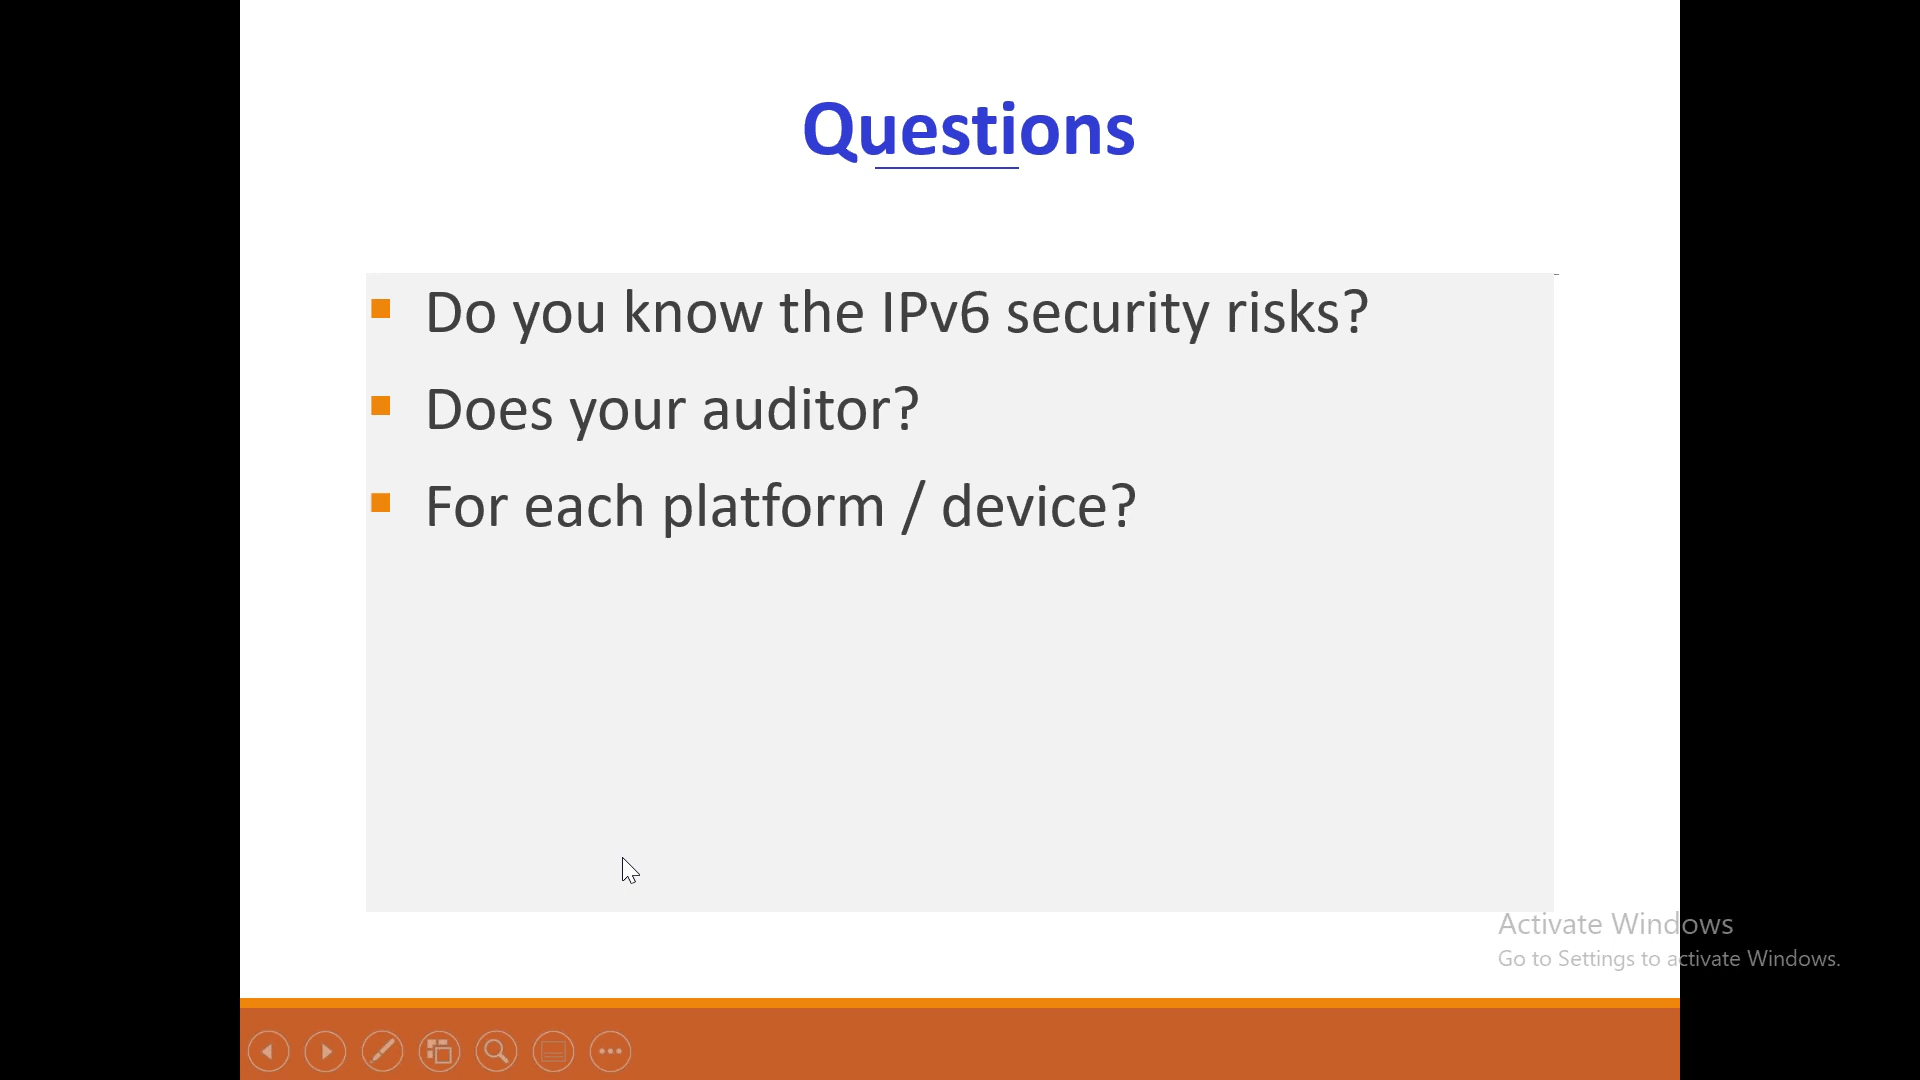 Questions
Do you know the IPv6 security risks?
Does your auditor?
For each platform / device?
Activate Windows
Go to Settings to activate Windows.